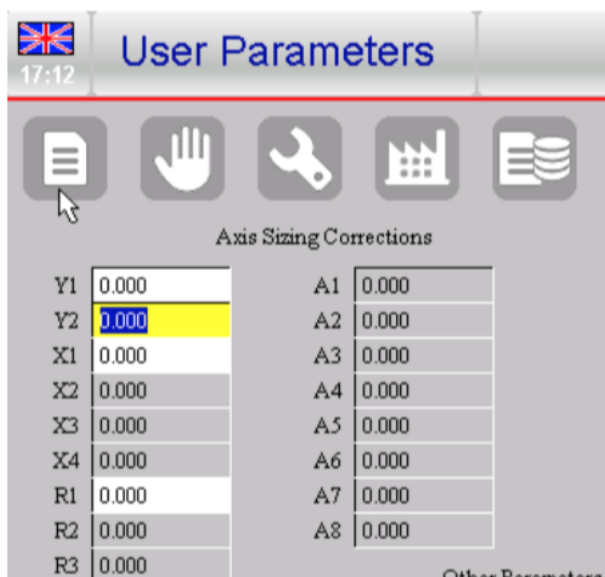 User Parameters
17:12
Axis Sizing Corrections
Y1 0.000 A1 0.000
Y2 0.000 A2 0.000
X1 0.000 A3 0.000
X2 0.000 A4 0.000
X3 0.000 A5 0.000
X4 0.000 A6 0.000
R1 0.000 A7 0.000
R2 0.000 A8 0.000
R3 0.000
Other Parameters